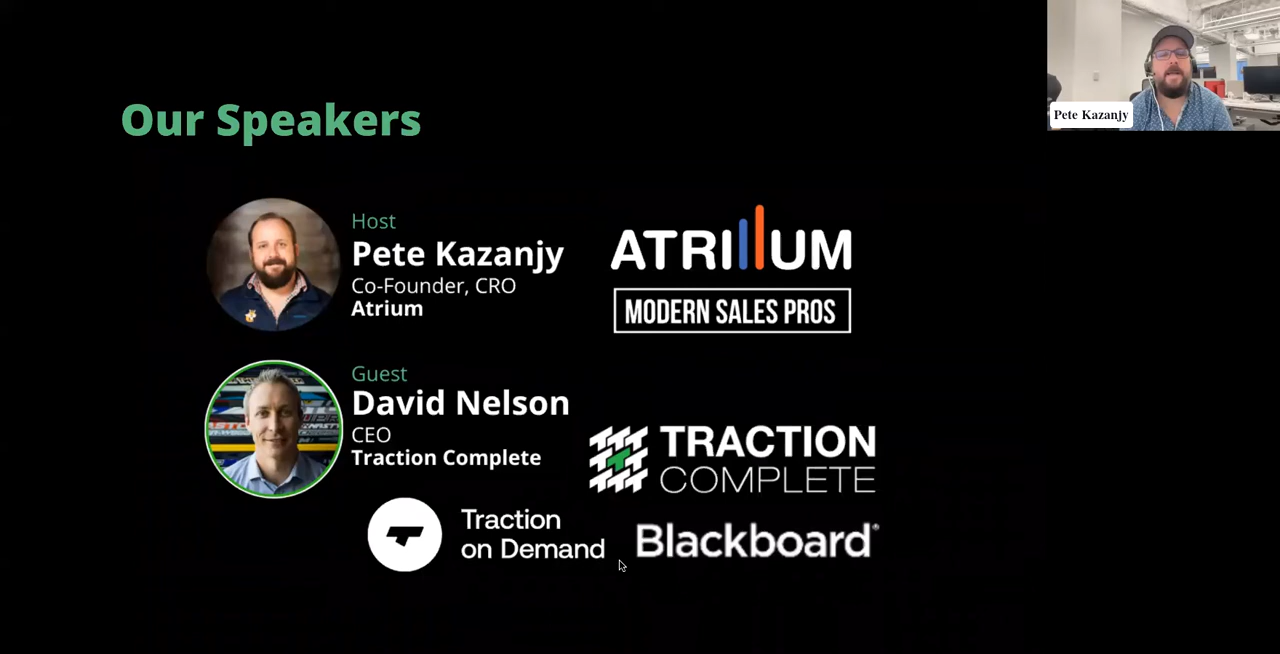 Our Speakers
Pete Kazanjy
Host
Pete Kazanjy
Co-Founder, CRO
Atrium
ATRIUM
MODERN SALES PROS
Guest
David Nelson
CEO
Traction Complete
TRACTION
COMPLETE
Traction
on Demand
Blackboard®